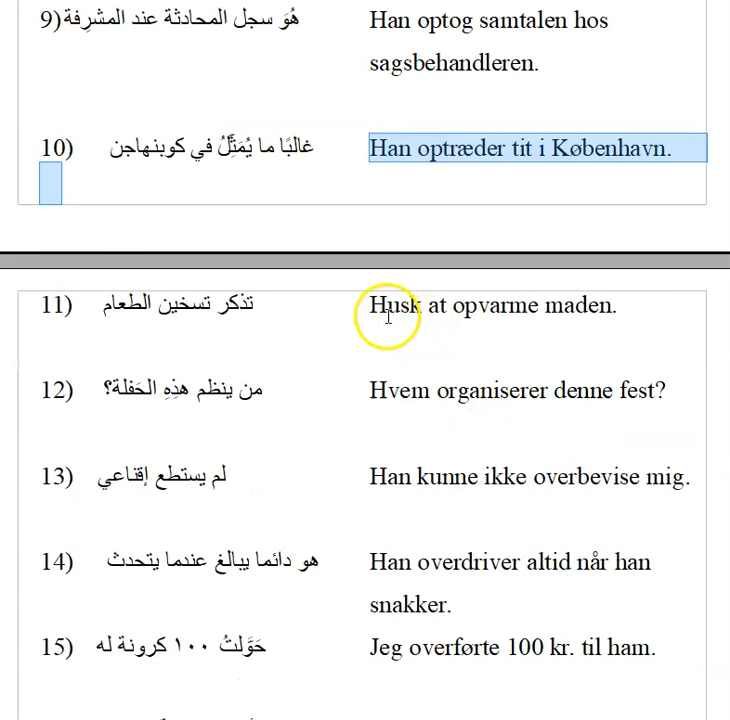 9) هُوَ سجل المحادثة عند المشرِفة
Han optog samtalen hos
sagsbehandleren.
10) غالبًا ما يُمَثِّلُ في كوبنهاجن
Han optræder tit i København.
11) تذكر تسخين الطعام
Husk at opvarme maden.
12) من ينظم هذِهِ الحَفلة؟
Hvem organiserer denne fest?
13) لم يستطع إقناعي
Han kunne ikke overbevise mig.
14) هو دائما يبالغ عندما يتحدث
Han overdriver altid når han
snakker.
15) حَوَّلتُ ١٠٠ كرونة له
Jeg overførte 100 kr. til ham.